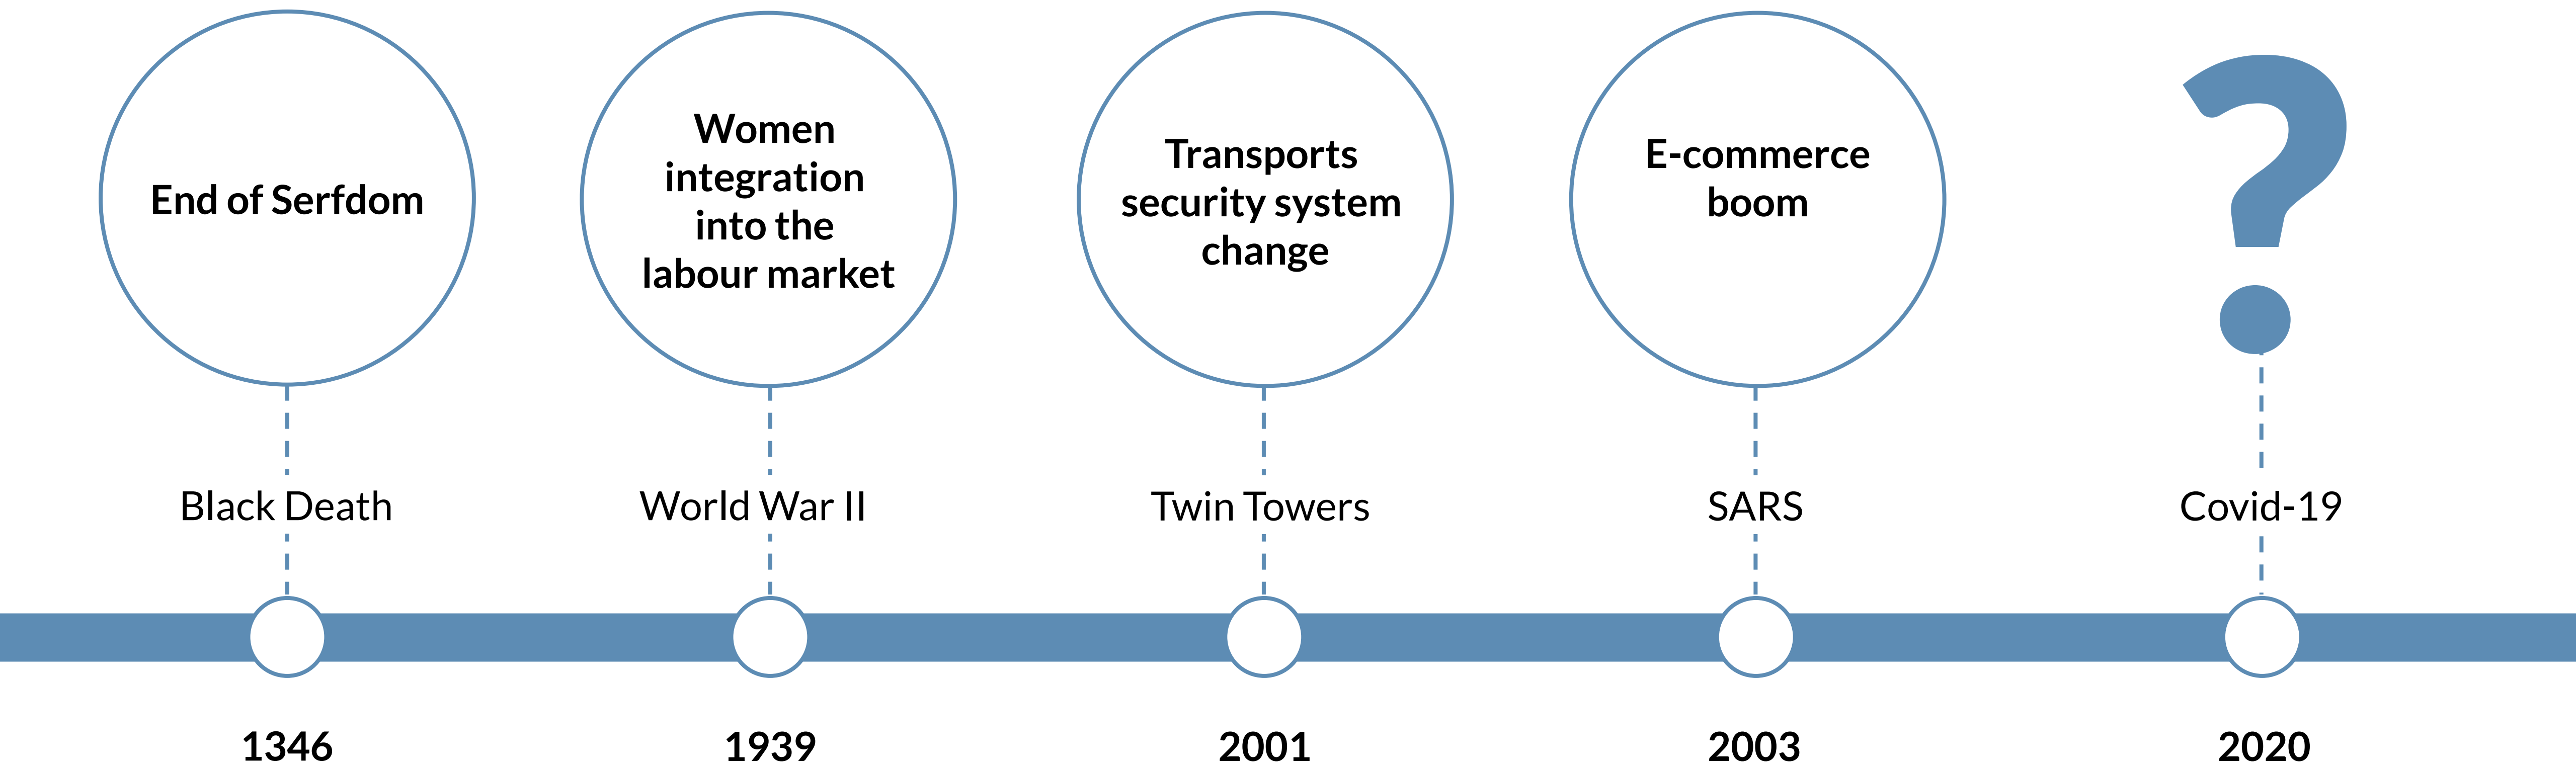 End of Serfdom
Women
integration
into the
labour market
Transports
security system
change
E-commerce
boom
?
Black Death
World War II
Twin Towers
SARS
Covid-19
1346
1939
2001
2003
2020